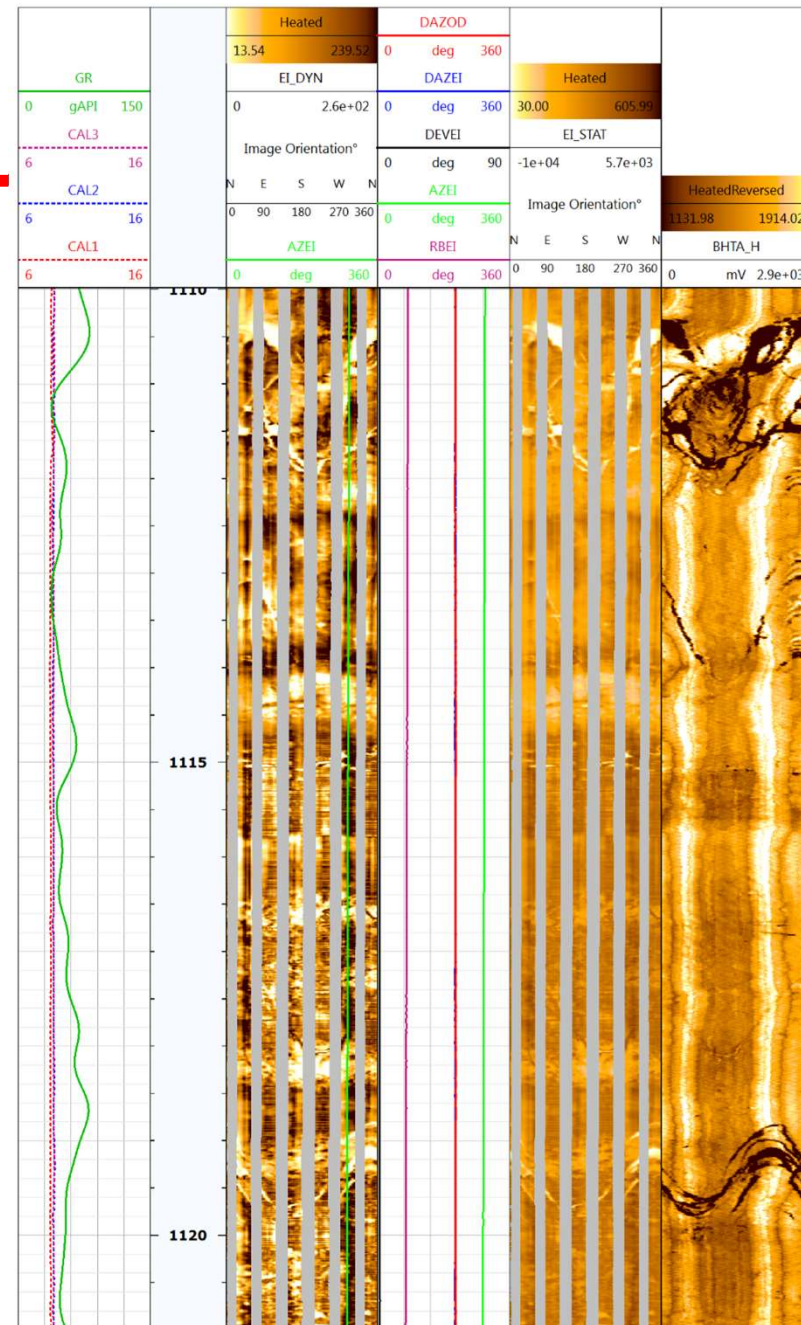 GR
0 gAPI 150
CAL3
6 16
CAL2
6 16
CAL1
6 16
Heated
13.54 239.52
EI_DYN
0 2.6e+02
Image Orientation°
N E S W N
0 90 180 270 360
AZEI
0 deg 360
DAZOD
0 deg 360
DAZEI
0 deg 360
DEVEI
0 deg 90
AZEI
0 deg 360
RBEI
0 deg 360
Heated
30.00 605.99
EI_STAT
-1e+04 5.7e+03
Image Orientation°
N E S W N
0 90 180 270 360
HeatedReversed
1131.98 1914.02
BHTA_H
0 mV 2.9e+03
1110
1115
1120